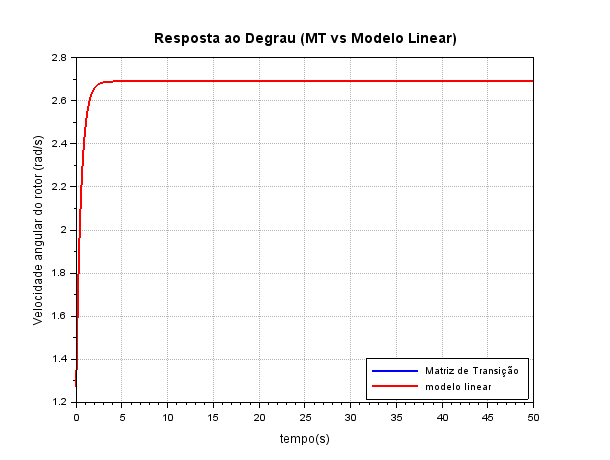 Resposta ao Degrau (MT vs Modelo Linear)
Velocidade angular do rotor (rad/s)
2.8
2.6
2.4
2.2
2
1.8
1.6
1.4
1.2
0 5 10 15 20 25 30 35 40 45 50
tempo(s)
Matriz de Transição
modelo linear